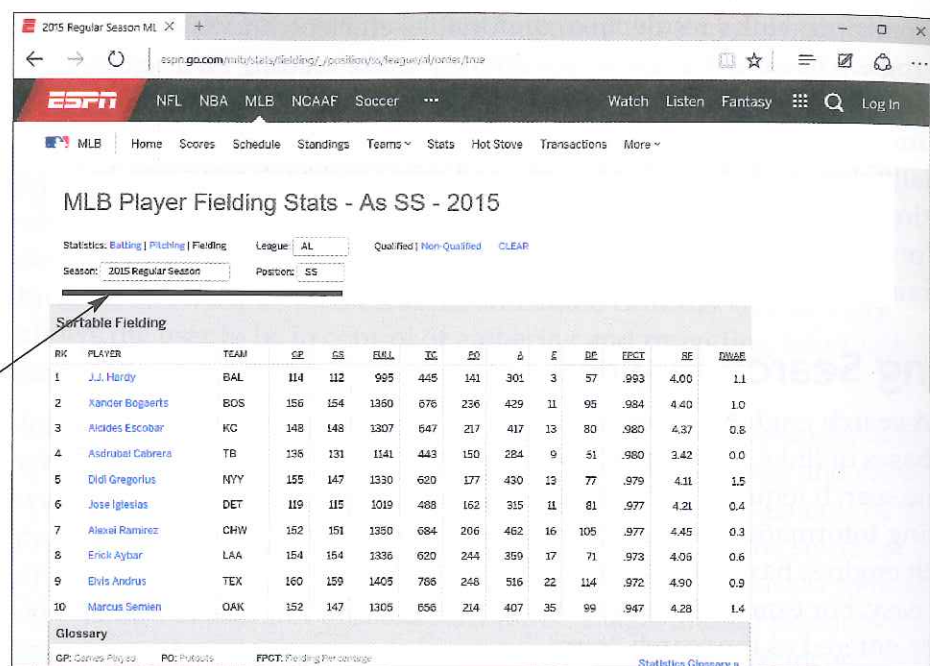 2015 Regular Season ML
espn.go.com/mlb/stats/fielding/_/position/ss/league/al/order/true
ESPN NFL NBA MLB NCAAF Soccer ··· Watch Listen Fantasy Log In
MLB Home Scores Schedule Standings Teams Stats Hot Stove Transactions More
MLB Player Fielding Stats - As SS - 2015
Statistics: Batting | Pitching | Fielding League: AL Qualified | Non-Qualified CLEAR
Season: 2015 Regular Season Position: SS
Sortable Fielding
RK PLAYER TEAM GP GS FULL TC PO A E DP FPCT RF DWAR
1 J.J. Hardy BAL 114 112 995 445 141 301 3 57 .993 4.00 1.1
2 Xander Bogaerts BOS 156 154 1360 676 236 429 11 95 .984 4.40 1.0
3 Alcides Escobar KC 148 148 1307 647 217 417 13 80 .980 4.37 0.8
4 Asdrubal Cabrera TB 136 131 1141 443 150 284 9 51 .980 3.42 0.0
5 Didi Gregorius NYY 155 147 1330 620 177 430 13 77 .979 4.11 1.5
6 Jose Iglesias DET 119 115 1019 488 162 315 11 81 .977 4.21 0.4
7 Alexei Ramirez CHW 152 151 1350 684 206 462 16 105 .977 4.45 0.3
8 Erick Aybar LAA 154 154 1336 620 244 359 17 71 .973 4.06 0.6
9 Elvis Andrus TEX 160 159 1405 786 248 516 22 114 .972 4.90 0.9
10 Marcus Semien OAK 152 147 1305 656 214 407 35 99 .947 4.28 1.4
Glossary
GP: Games Played PO: Putouts FPCT: Fielding Percentage Statistics Glossary »